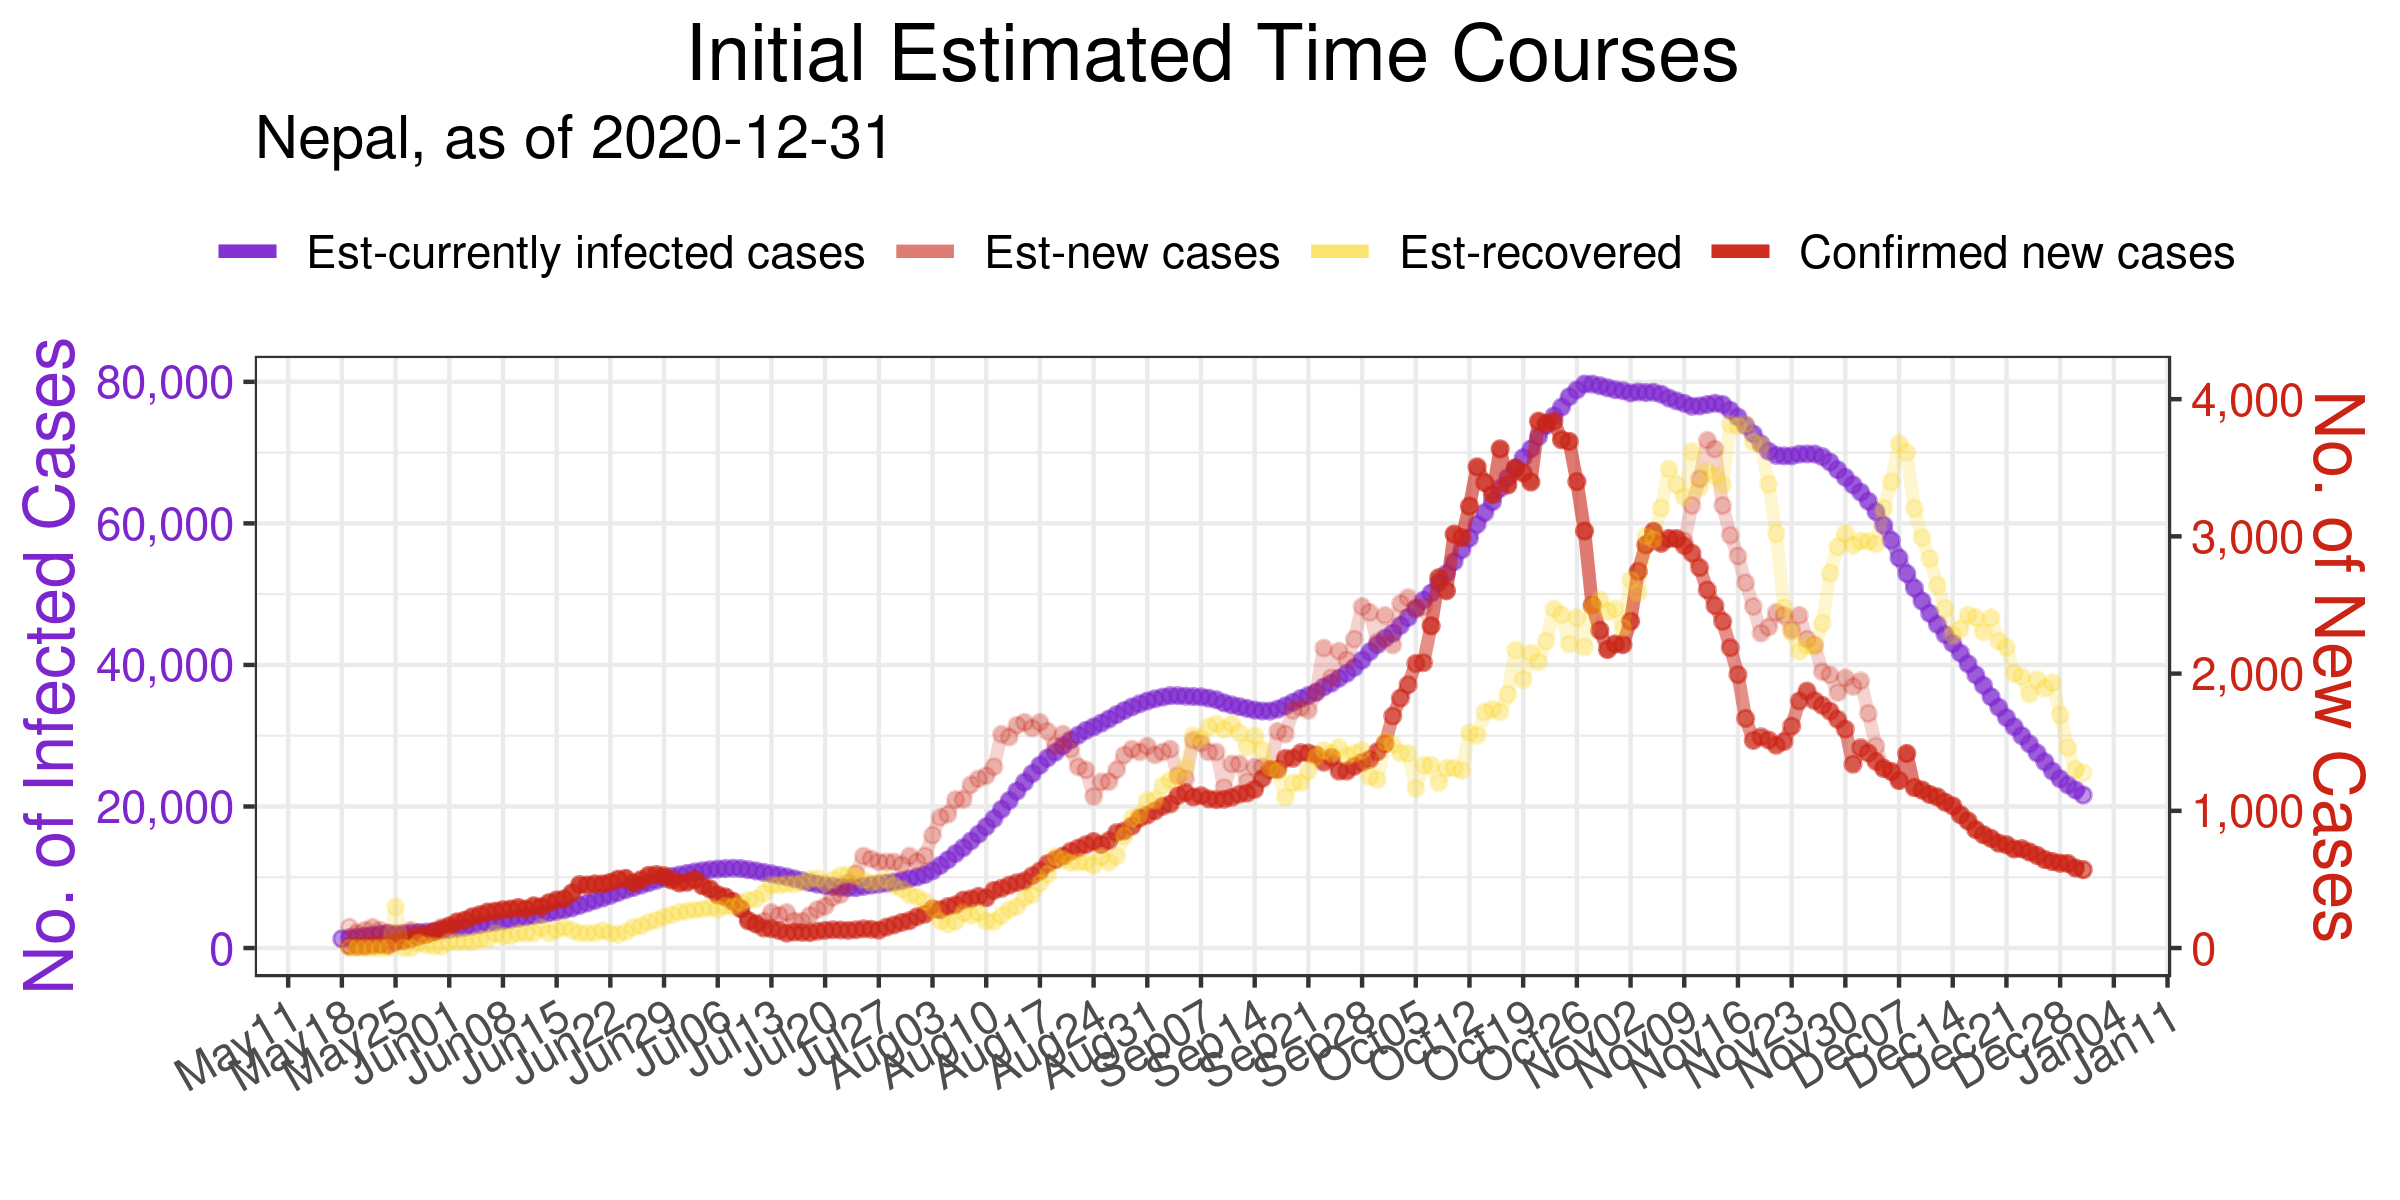 Initial Estimated Time Courses
Nepal, as of 2020-12-31
Est-currently infected cases Est-new cases Est-recovered Confirmed new cases
No. of Infected Cases
80,000
60,000
40,000
20,000
0
4,000
3,000
2,000
1,000
0
No. of New Cases
May11 May18 May25 Jun01 Jun08 Jun15 Jun22 Jun29 Jul06 Jul13 Jul20 Jul27 Aug03 Aug10 Aug17 Aug24 Aug31 Sep07 Sep14 Sep21 Sep28 Oct05 Oct12 Oct19 Oct26 Nov02 Nov09 Nov16 Nov23 Nov30 Dec07 Dec14 Dec21 Dec28 Jan04 Jan11